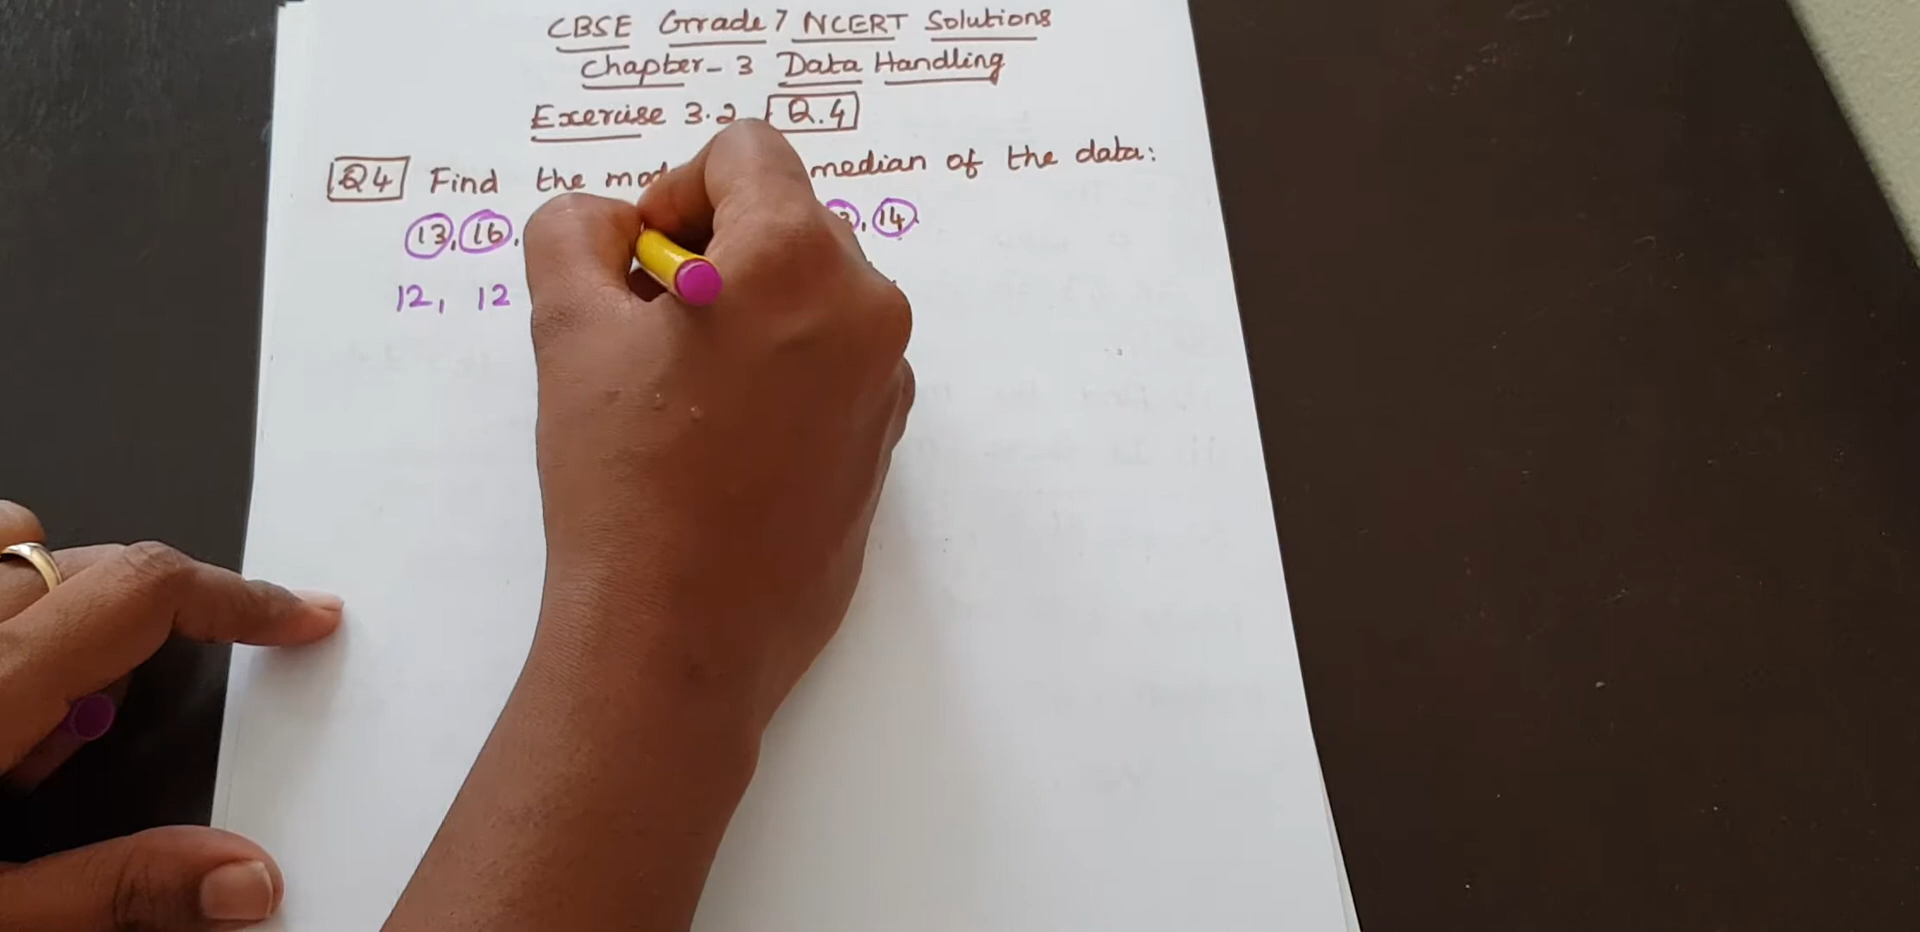 CBSE Grade 7 NCERT Solutions
Chapter - 3 Data Handling
Exercise 3.2 Q.4
Q4 Find the median of the data:
13, 16, 14
12, 12